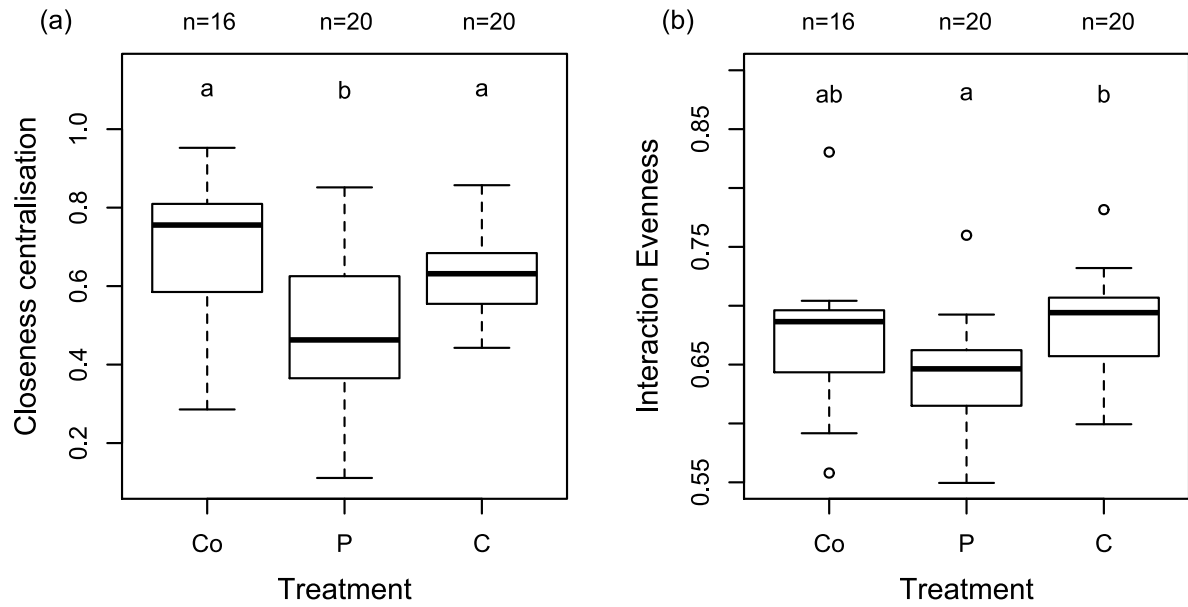 (a)
n=16 n=20 n=20
a b a
Closeness centralisation
1.0
0.8
0.6
0.4
0.2
Co P C
Treatment
(b)
n=16 n=20 n=20
ab a b
Interaction Evenness
0.85
0.75
0.65
0.55
Co P C
Treatment